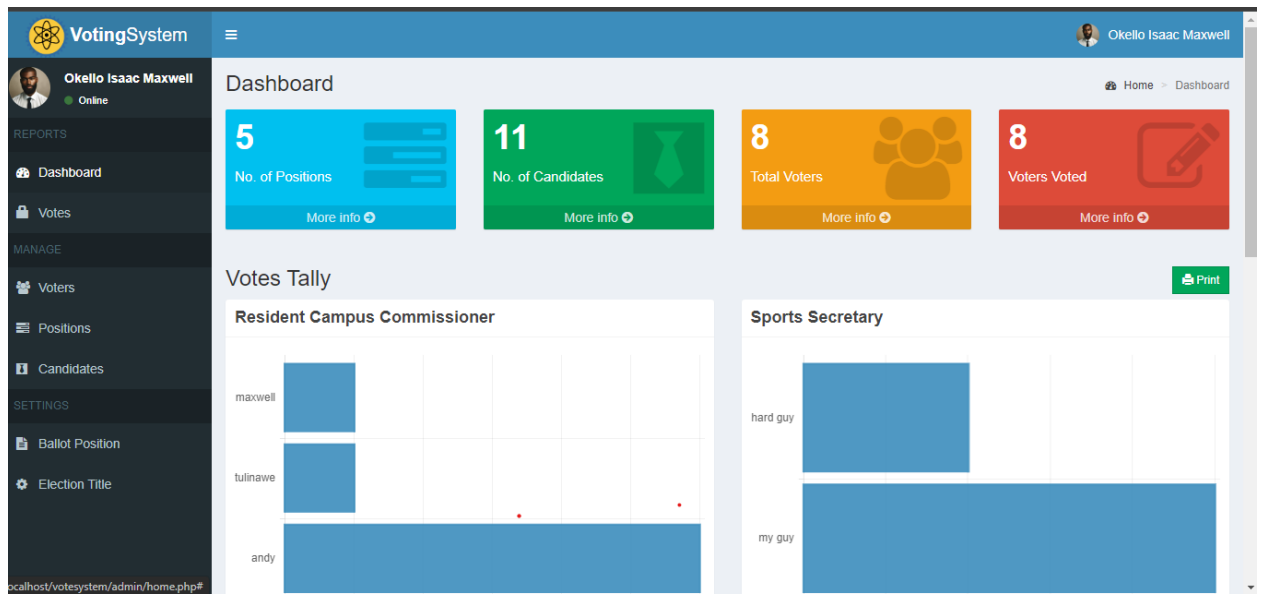 VotingSystem
Okello Isaac Maxwell
Okello Isaac Maxwell
Online
REPORTS
Dashboard
Votes
MANAGE
Voters
Positions
Candidates
SETTINGS
Ballot Position
Election Title
ocalhost/votesystem/admin/home.php#
Dashboard
Home > Dashboard
5
No. of Positions
More info
11
No. of Candidates
More info
8
Total Voters
More info
8
Voters Voted
More info
Votes Tally
Print
Resident Campus Commissioner
maxwell
tulinawe
andy
Sports Secretary
hard guy
my guy